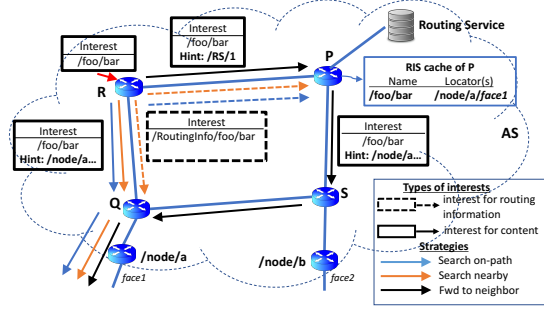 Routing Service
Interest
/foo/bar
Hint: /RS/1
Interest
/foo/bar
P
R
RIS cache of P
Name Locator(s)
/foo/bar /node/a/face1
Interest
/RoutingInfo/foo/bar
Interest
/foo/bar
Hint: /node/a...
Interest
/foo/bar
Hint: /node/a...
AS
Q
S
/node/a
/node/b
face1
face2
Types of interests
interest for routing
information
interest for content
Strategies
Search on-path
Search nearby
Fwd to neighbor